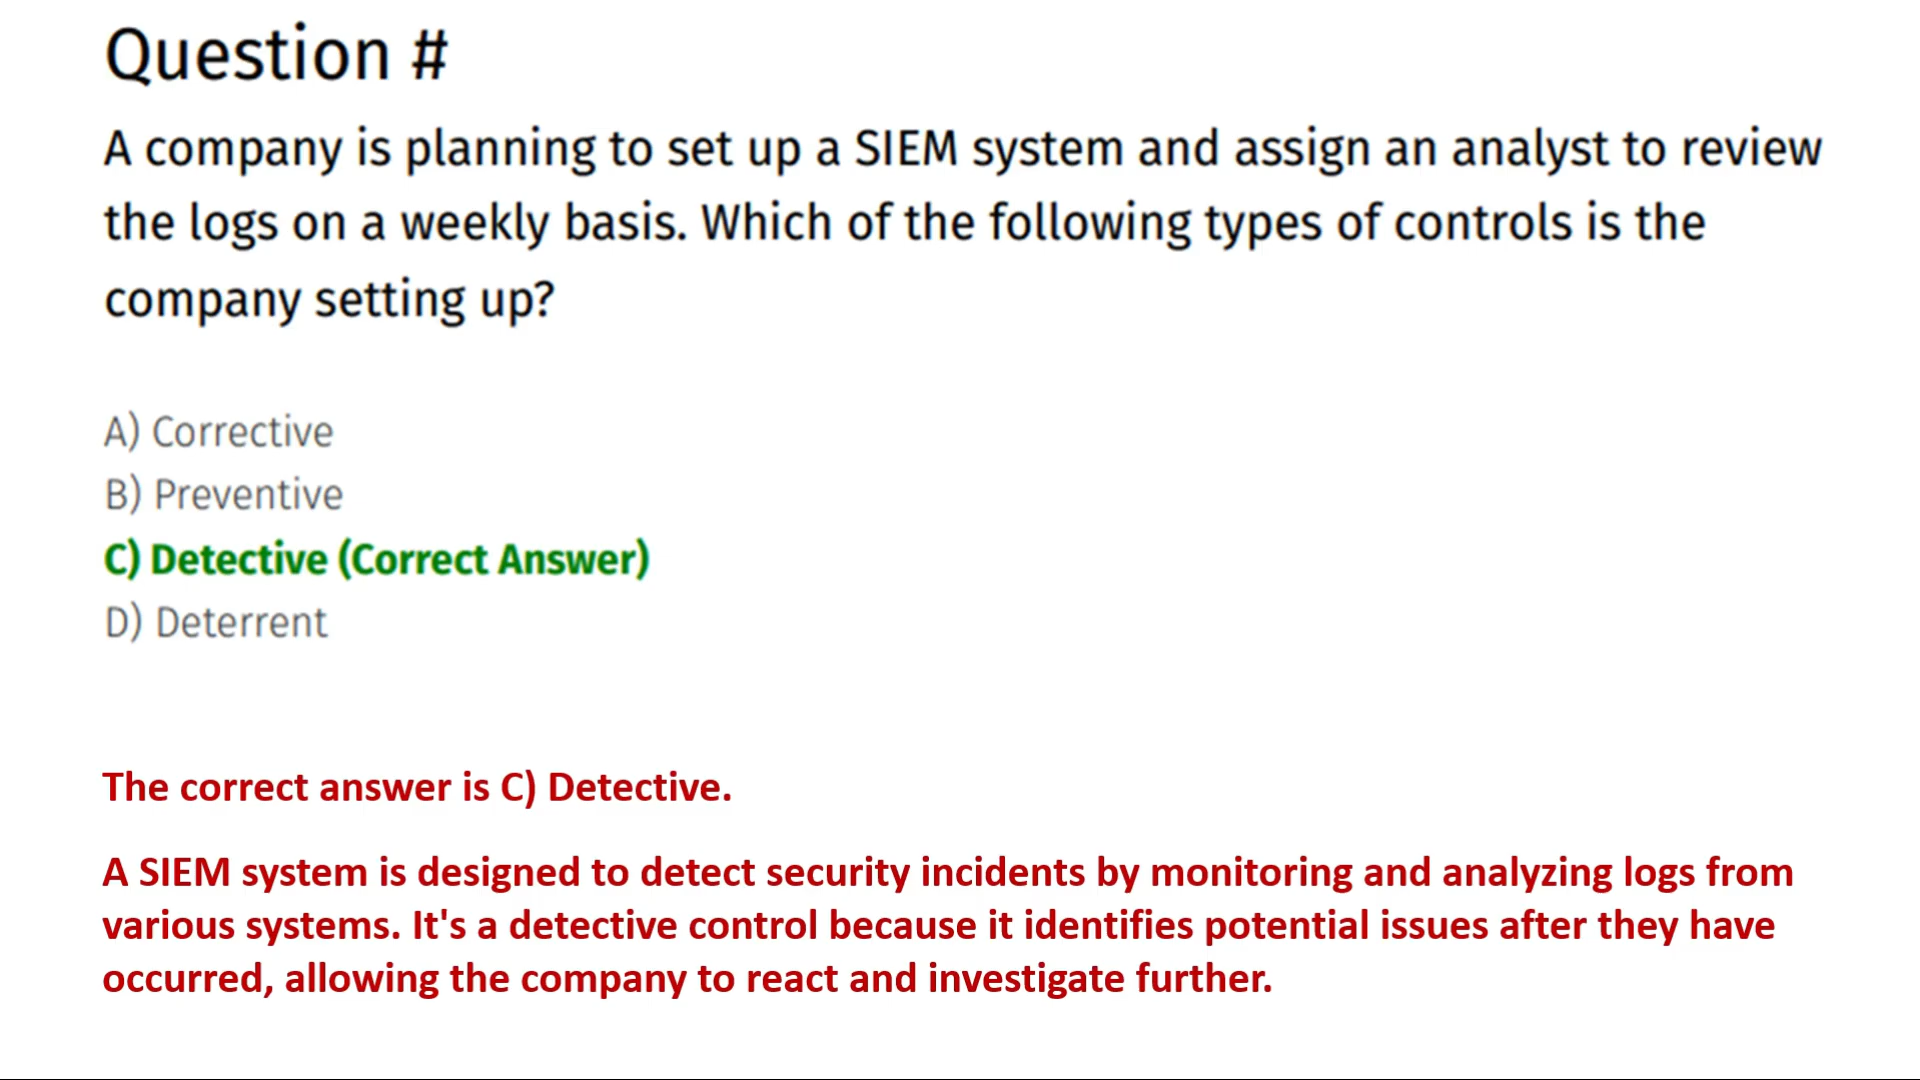 Question #
A company is planning to set up a SIEM system and assign an analyst to review
the logs on a weekly basis. Which of the following types of controls is the
company setting up?
A) Corrective
B) Preventive
C) Detective (Correct Answer)
D) Deterrent
The correct answer is C) Detective.
A SIEM system is designed to detect security incidents by monitoring and analyzing logs from
various systems. It's a detective control because it identifies potential issues after they have
occurred, allowing the company to react and investigate further.